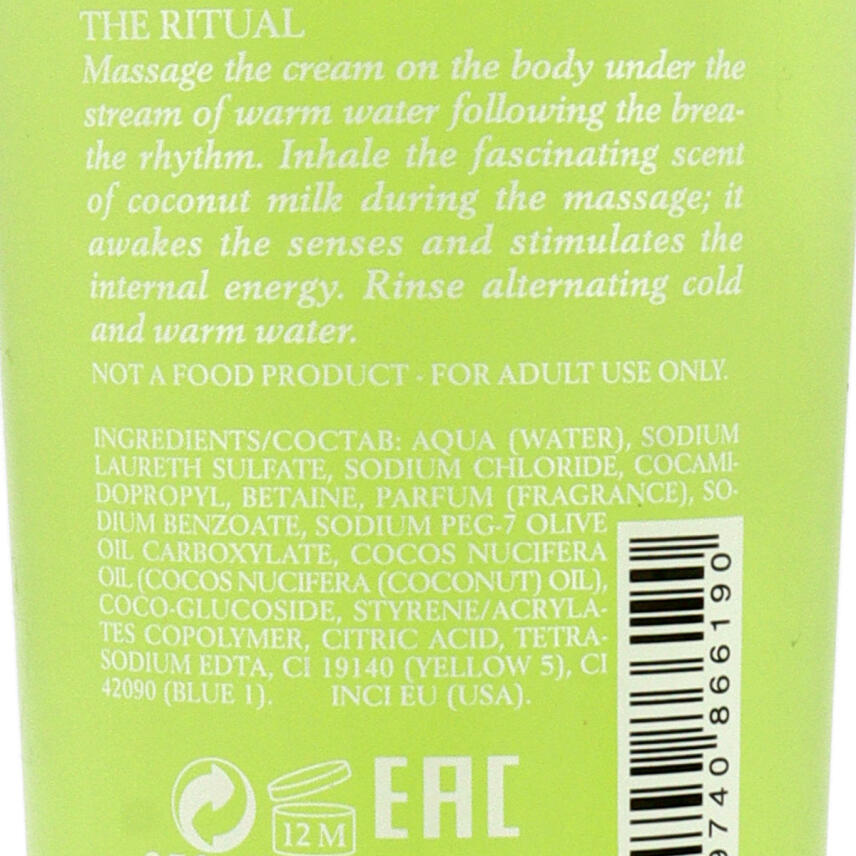 THE RITUAL
Massage the cream on the body under the
stream of warm water following the brea-
the rhythm. Inhale the fascinating scent
of coconut milk during the massage; it
awakes the senses and stimulates the
internal energy. Rinse alternating cold
and warm water.
NOT A FOOD PRODUCT - FOR ADULT USE ONLY.
INGREDIENTS/COCTAB: AQUA (WATER), SODIUM
LAURETH SULFATE, SODIUM CHLORIDE, COCAMI-
DOPROPYL, BETAINE, PARFUM (FRAGRANCE), SO-
DIUM BENZOATE, SODIUM PEG-7 OLIVE
OIL CARBOXYLATE, COCOS NUCIFERA
OIL (COCOS NUCIFERA (COCONUT) OIL),
COCO-GLUCOSIDE, STYRENE/ACRYLA-
TES COPOLYMER, CITRIC ACID, TETRA-
SODIUM EDTA, CI 19140 (YELLOW 5), CI
42090 (BLUE 1). INCI EU (USA).
12 M
EAC
9740 866190